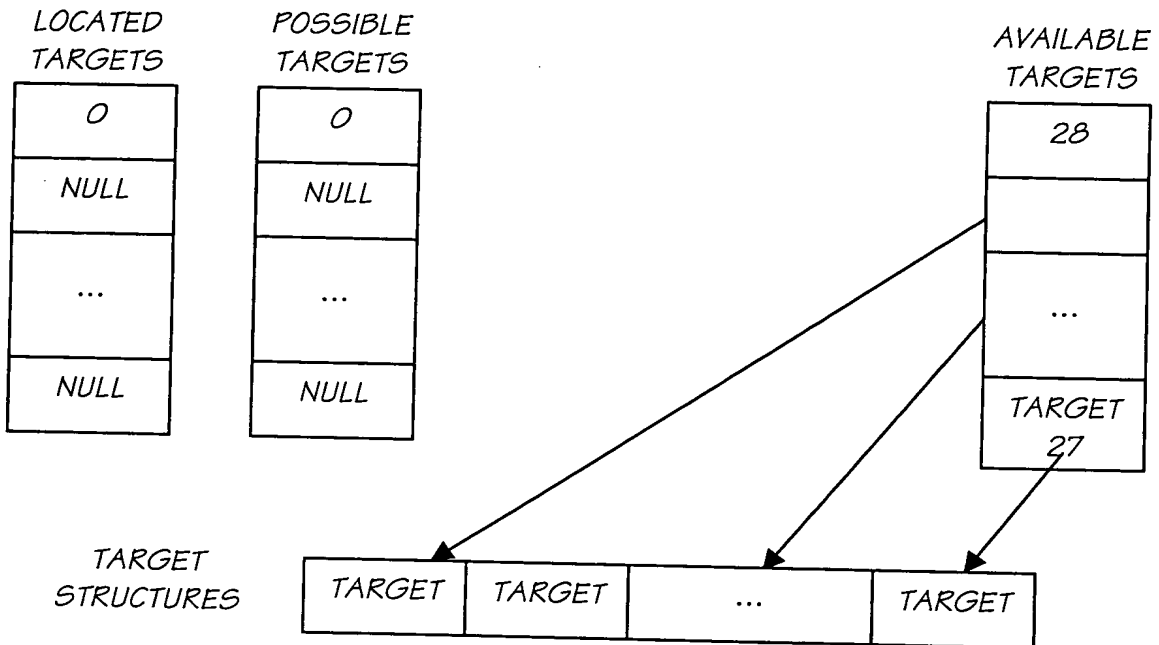 LOCATED
TARGETS
0
NULL
...
NULL
POSSIBLE
TARGETS
0
NULL
...
NULL
AVAILABLE
TARGETS
28
...
TARGET
27
TARGET
STRUCTURES
TARGET
TARGET
...
TARGET